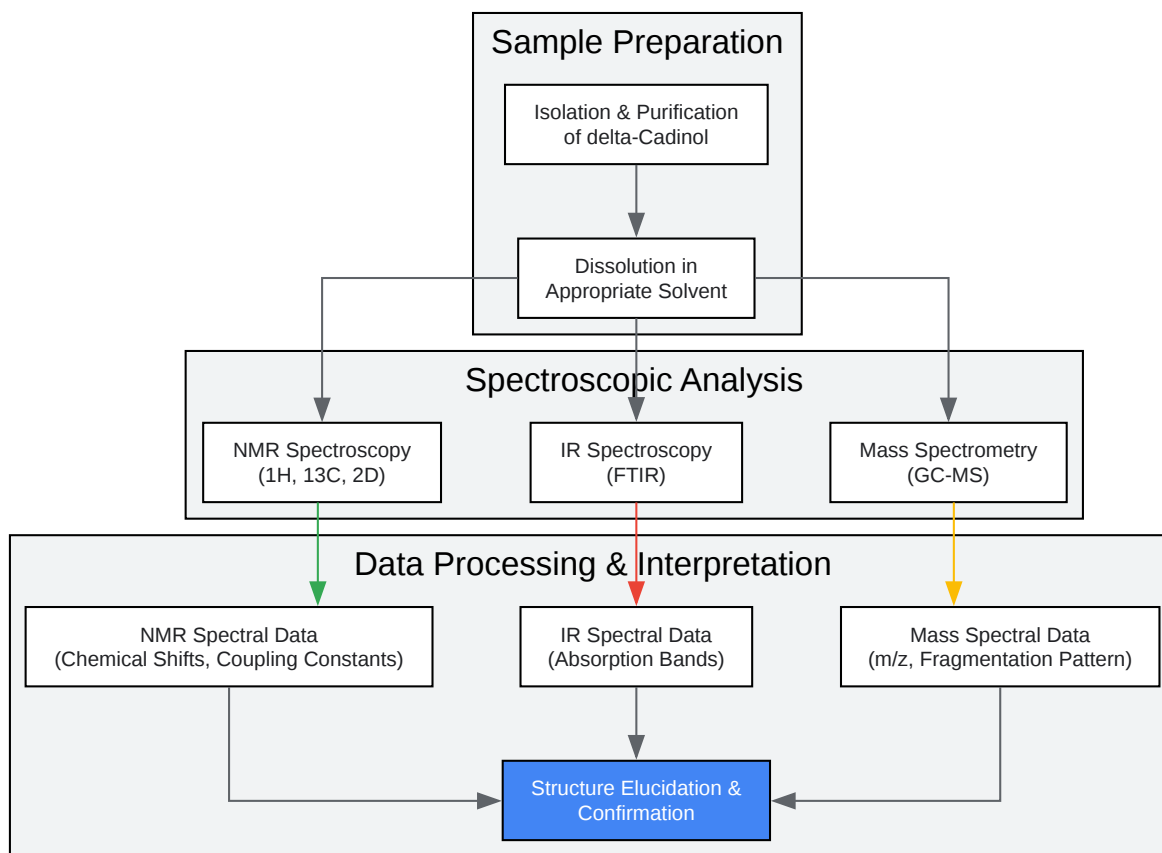 Sample Preparation
Isolation & Purification
of delta-Cadinol
Dissolution in
Appropriate Solvent
Spectroscopic Analysis
NMR Spectroscopy
(1H, 13C, 2D)
IR Spectroscopy
(FTIR)
Mass Spectrometry
(GC-MS)
Data Processing & Interpretation
NMR Spectral Data
(Chemical Shifts, Coupling Constants)
IR Spectral Data
(Absorption Bands)
Mass Spectral Data
(m/z, Fragmentation Pattern)
Structure Elucidation &
Confirmation